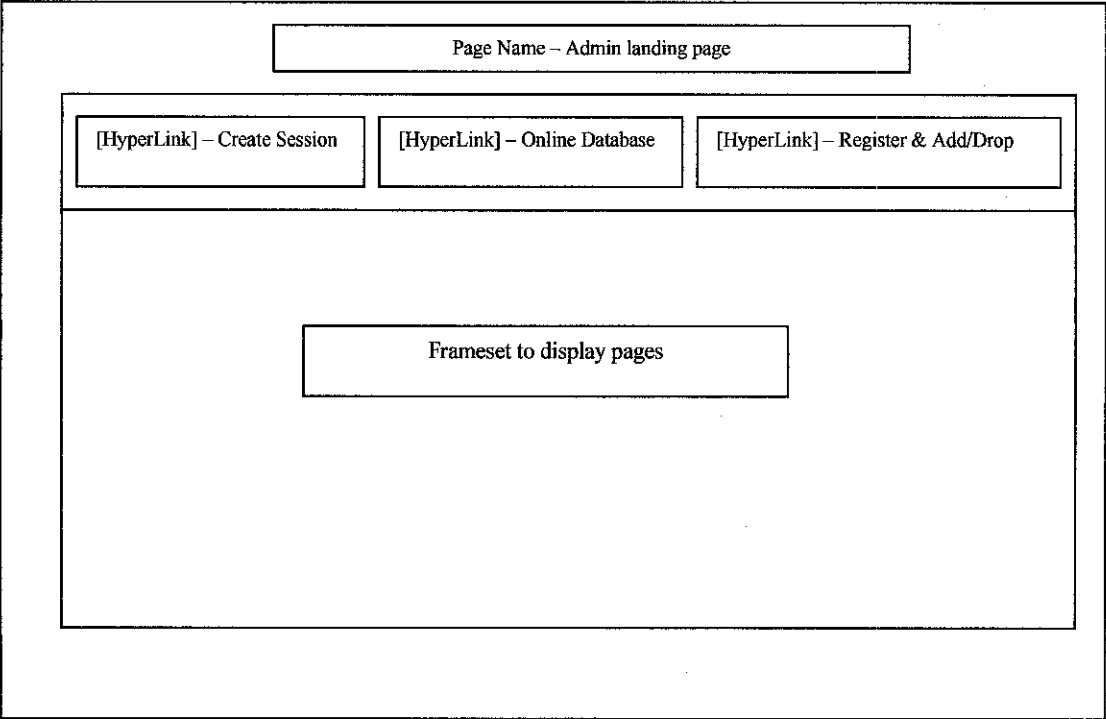 Page Name – Admin landing page
[HyperLink] – Create Session
[HyperLink] – Online Database
[HyperLink] – Register & Add/Drop
Frameset to display pages